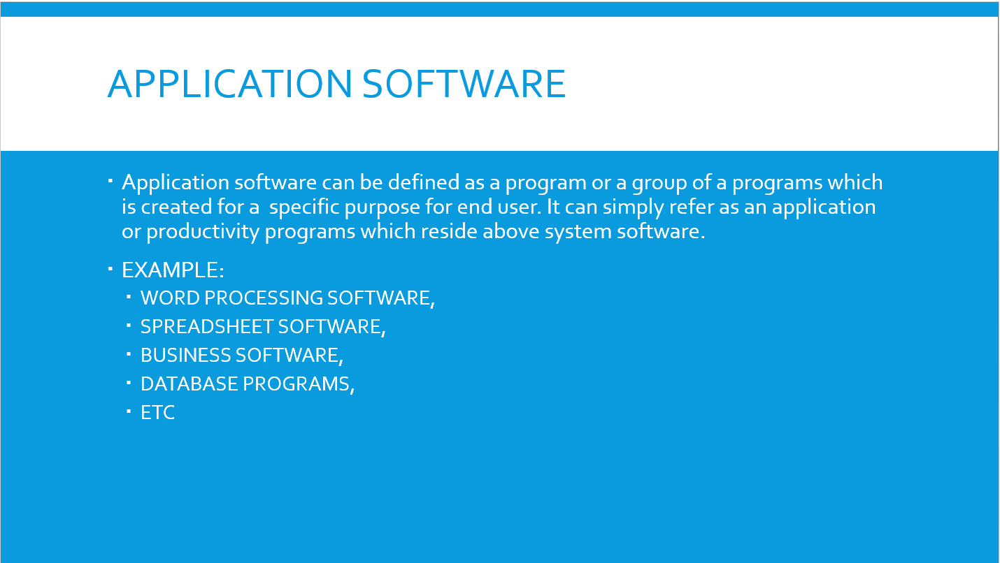 APPLICATION SOFTWARE
▪ Application software can be defined as a program or a group of a programs which
is created for a  specific purpose for end user. It can simply refer as an application
or productivity programs which reside above system software.
▪ EXAMPLE:
▪ WORD PROCESSING SOFTWARE,
▪ SPREADSHEET SOFTWARE,
▪ BUSINESS SOFTWARE,
▪ DATABASE PROGRAMS,
▪ ETC